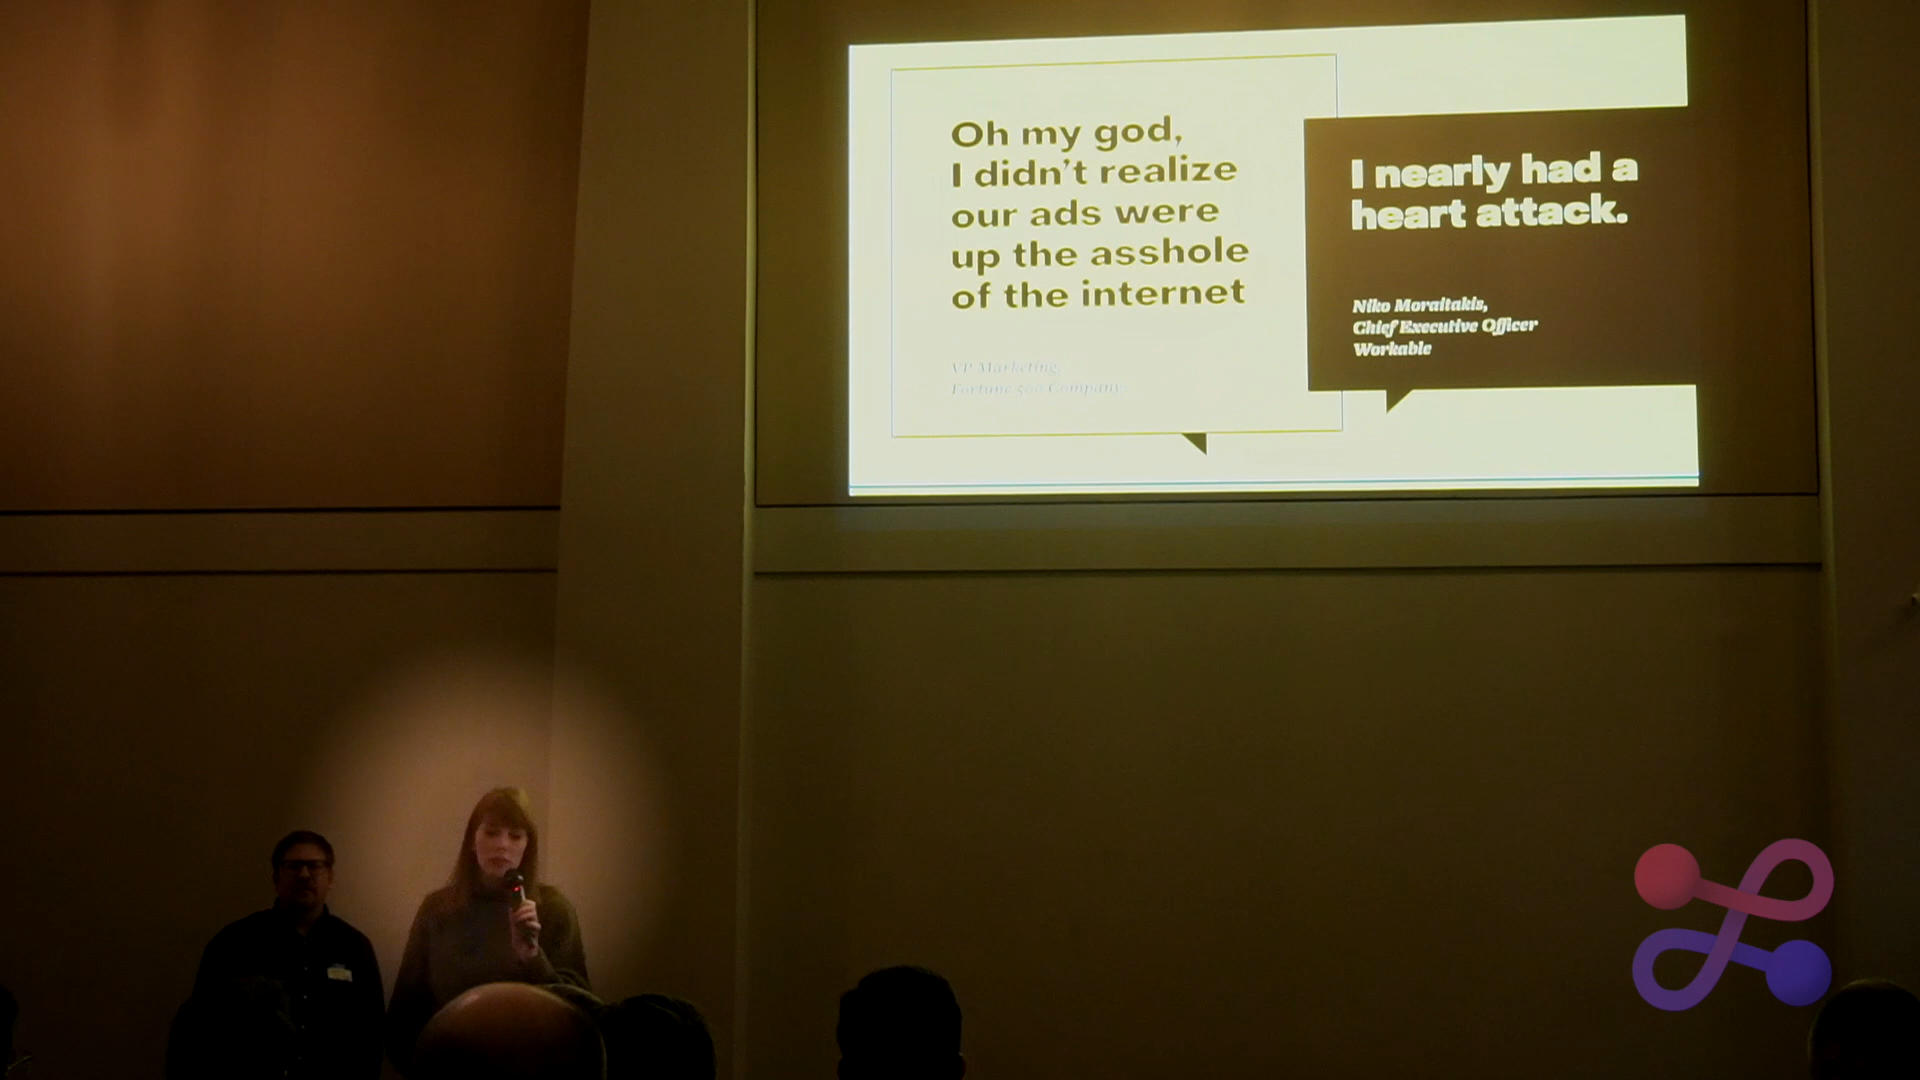 Oh my god,
I didn't realize
our ads were
up the asshole
of the internet
VP Marketing,
Fortune 500 Company
I nearly had a
heart attack.
Niko Moraitakis,
Chief Executive Officer
Workable